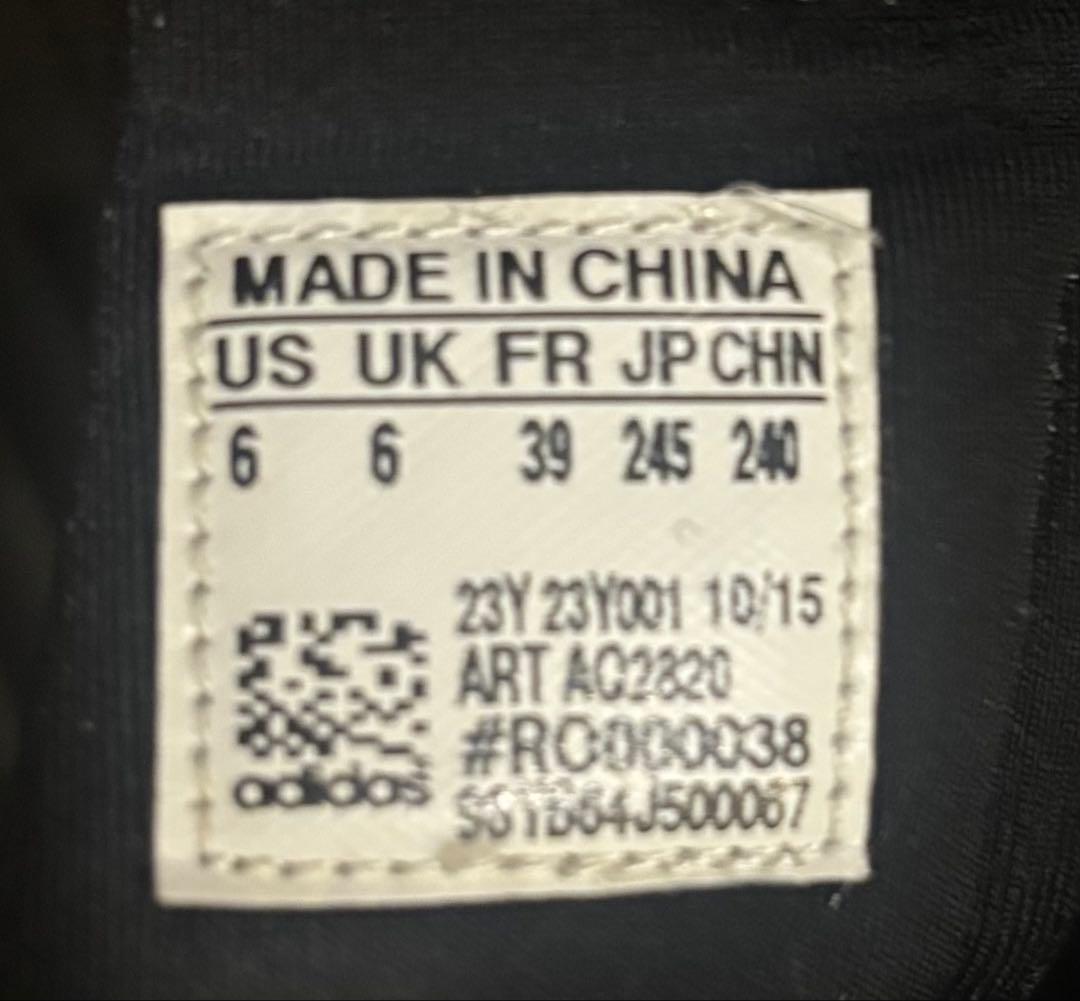 MADE IN CHINA
US UK FR JP CHN
6 6 39 245 240
23Y 23Y001 10/15
ART
#RO000038
adidas